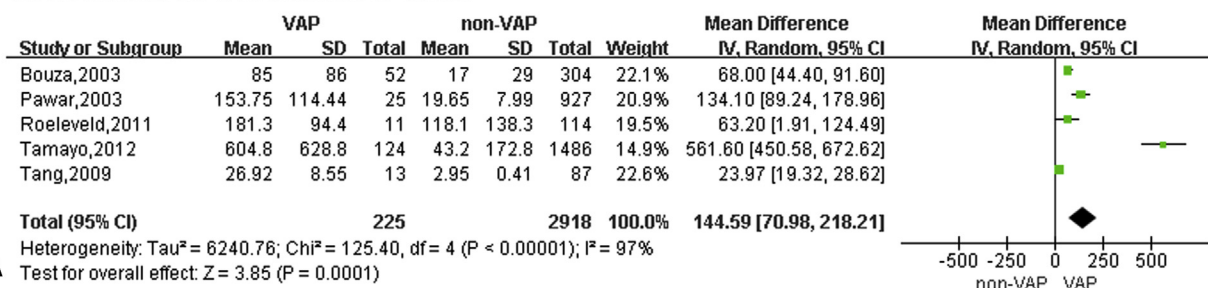 VAP non-VAP Mean Difference Mean Difference
Study or Subgroup Mean SD Total Mean SD Total Weight IV, Random, 95% CI IV, Random, 95% CI
Bouza,2003 85 86 52 17 29 304 22.1% 68.00 [44.40, 91.60]
Pawar,2003 153.75 114.44 25 19.65 7.99 927 20.9% 134.10 [89.24, 178.96]
Roeleveld,2011 181.3 94.4 11 118.1 138.3 114 19.5% 63.20 [1.91, 124.49]
Tamayo,2012 604.8 628.8 124 43.2 172.8 1486 14.9% 561.60 [450.58, 672.62]
Tang,2009 26.92 8.55 13 2.95 0.41 87 22.6% 23.97 [19.32, 28.62]
Total (95% CI) 225 2918 100.0% 144.59 [70.98, 218.21]
Heterogeneity: Tau² = 6240.76; Chi² = 125.40, df = 4 (P < 0.00001); I² = 97%
Test for overall effect: Z = 3.85 (P = 0.0001)
-500 -250 0 250 500
non-VAP VAP